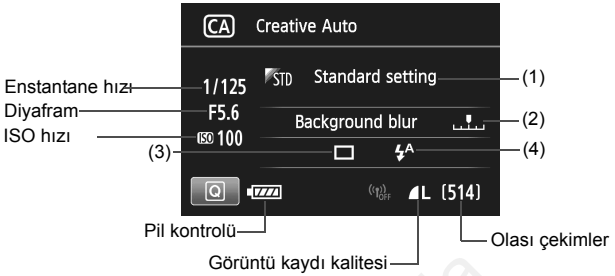 CA Creative Auto
Enstantane hızı 1/125 STD Standard setting (1)
Diyafram F5.6 Background blur (2)
ISO hızı ISO 100
(3) A (4)
Q OFF L [514]
Pil kontrolü Olası çekimler
Görüntü kaydı kalitesi